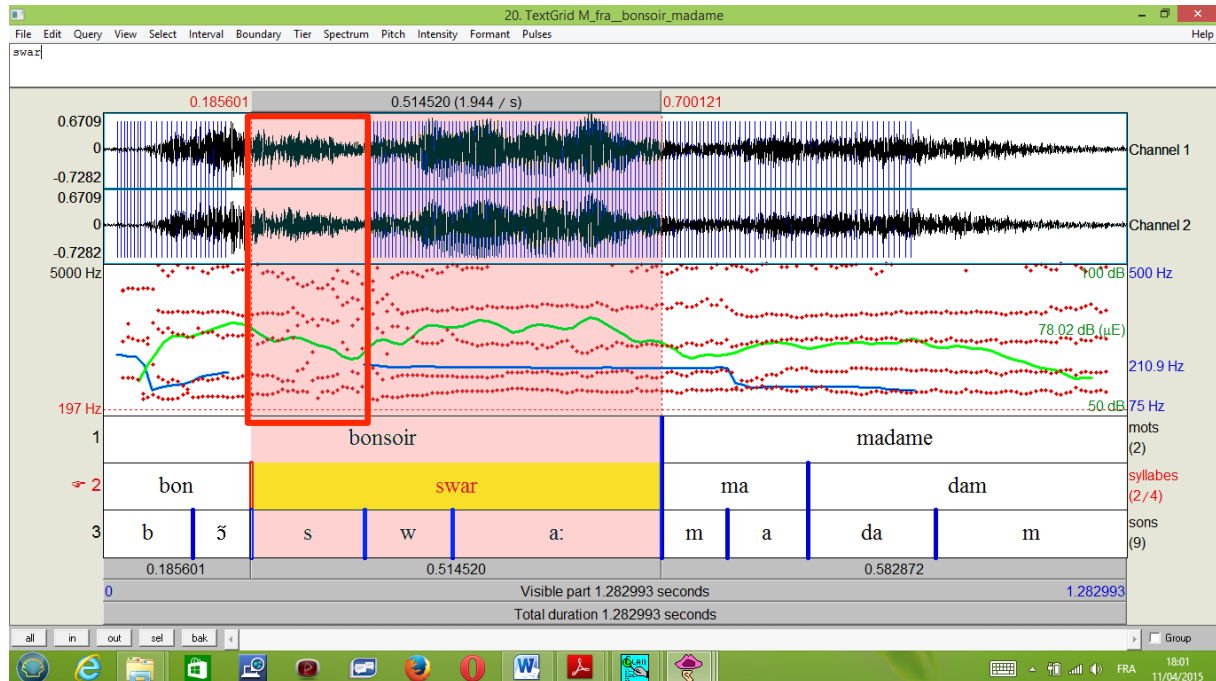 20. TextGrid M_fra__bonsoir_madame
File Edit Query View Select Interval Boundary Tier Spectrum Pitch Intensity Formant Pulses Help
swar
0.185601 0.514520 (1.944 / s) 0.700121
0.6709
0 Channel 1
-0.7282
0.6709
0 Channel 2
-0.7282
5000 Hz 100 dB 500 Hz
78.02 dB (µE)
210.9 Hz
197 Hz 50 dB 75 Hz
1 bonsoir madame mots (2)
2 bon swar ma dam syllabes (2/4)
3 b ɔ̃ s w a: m a da m sons (9)
0.185601 0.514520 0.582872
0 Visible part 1.282993 seconds 1.282993
Total duration 1.282993 seconds
all in out sel bak Group
FRA 18:01
11/04/2015